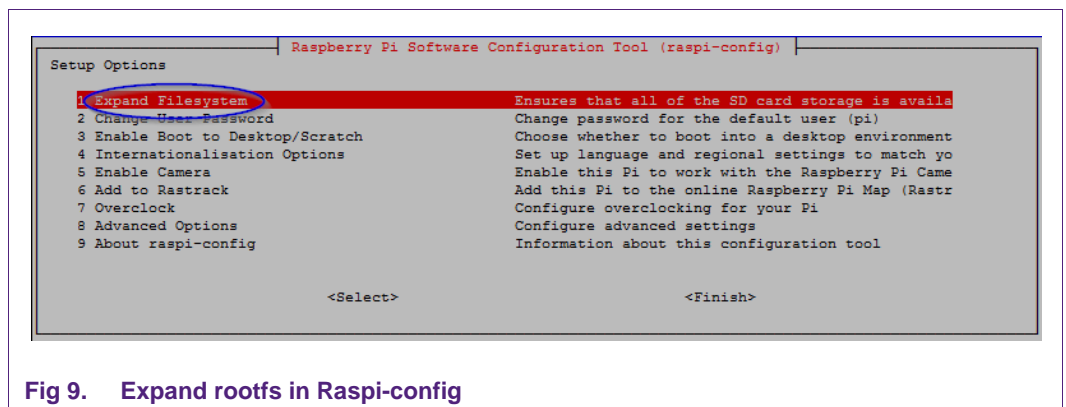 Raspberry Pi Software Configuration Tool (raspi-config)
Setup Options
1 Expand Filesystem Ensures that all of the SD card storage is availa
2 Change User Password Change password for the default user (pi)
3 Enable Boot to Desktop/Scratch Choose whether to boot into a desktop environment
4 Internationalisation Options Set up language and regional settings to match yo
5 Enable Camera Enable this Pi to work with the Raspberry Pi Came
6 Add to Rastrack Add this Pi to the online Raspberry Pi Map (Rastr
7 Overclock Configure overclocking for your Pi
8 Advanced Options Configure advanced settings
9 About raspi-config Information about this configuration tool
<Select> <Finish>
Fig 9. Expand rootfs in Raspi-config